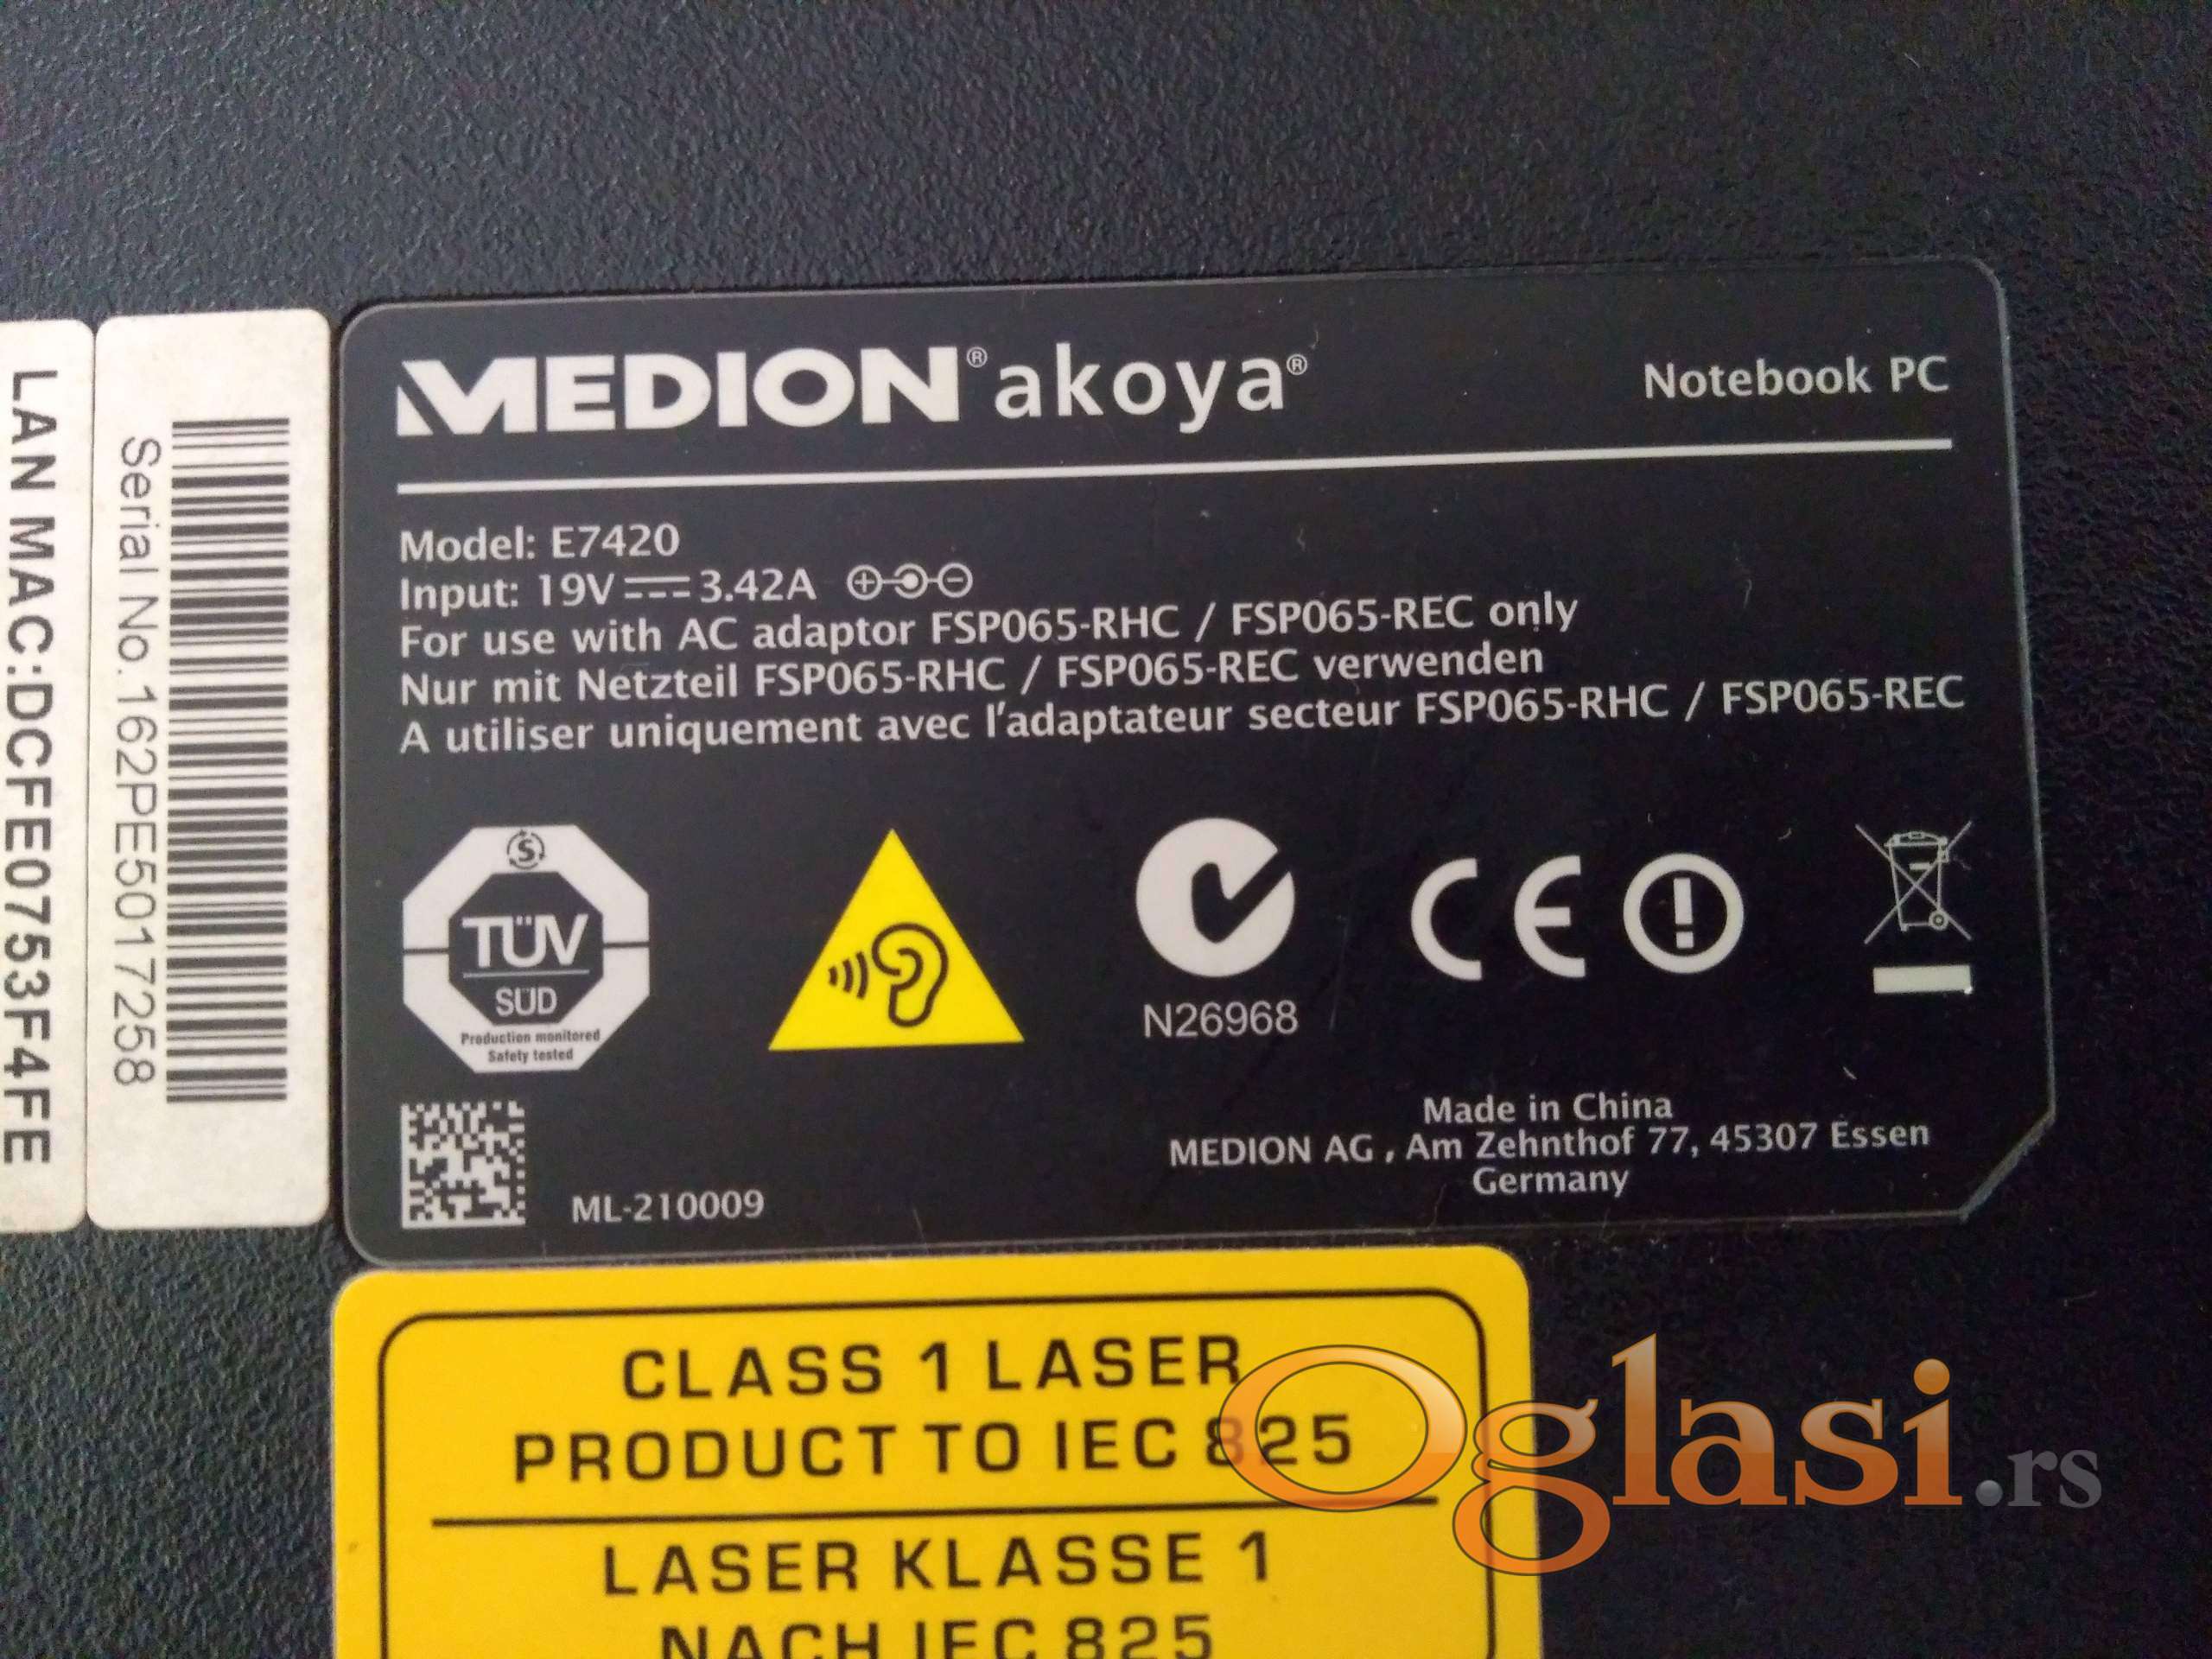 LAN MAC:DCFE0753F4FE
Serial No.162PE5017258
MEDION® akoya®
Notebook PC
Model: E7420
Input: 19V 3.42A
For use with AC adaptor FSP065-RHC / FSP065-REC only
Nur mit Netzteil FSP065-RHC / FSP065-REC verwenden
A utiliser uniquement avec l'adaptateur secteur FSP065-RHC / FSP065-REC
S
TÜV
SÜD
Production monitored
Safety tested
N26968
CE
ML-210009
Made in China
MEDION AG , Am Zehnthof 77, 45307 Essen
Germany
CLASS 1 LASER
PRODUCT TO IEC 825
LASER KLASSE 1
NACH IEC 825
Oglasi.rs